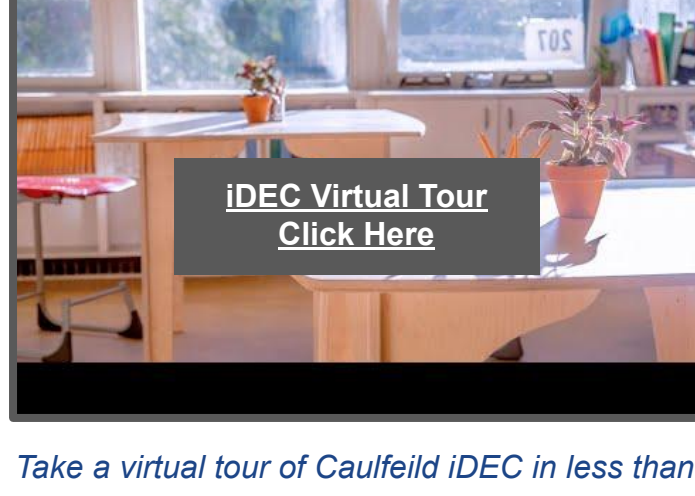 207
iDEC Virtual Tour
Click Here
Take a virtual tour of Caulfeild iDEC in less than